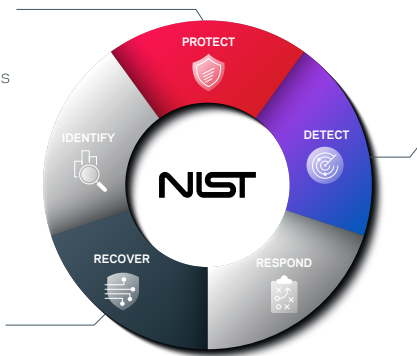 PROTECT
S
DETECT
IDENTIFY
NIST
RECOVER
RESPOND